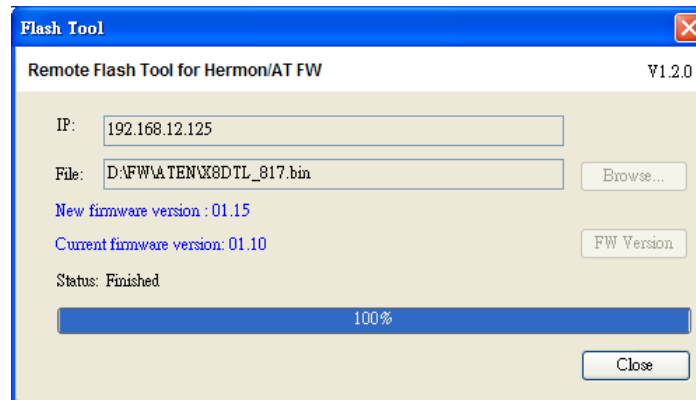 Flash Tool
Remote Flash Tool for Hermon/AT FW V1.2.0
IP: 192.168.12.125
File: D:\FW\ATEN\X8DTL_817.bin Browse...
New firmware version : 01.15
Current firmware version: 01.10 FW Version
Status: Finished
100%
Close